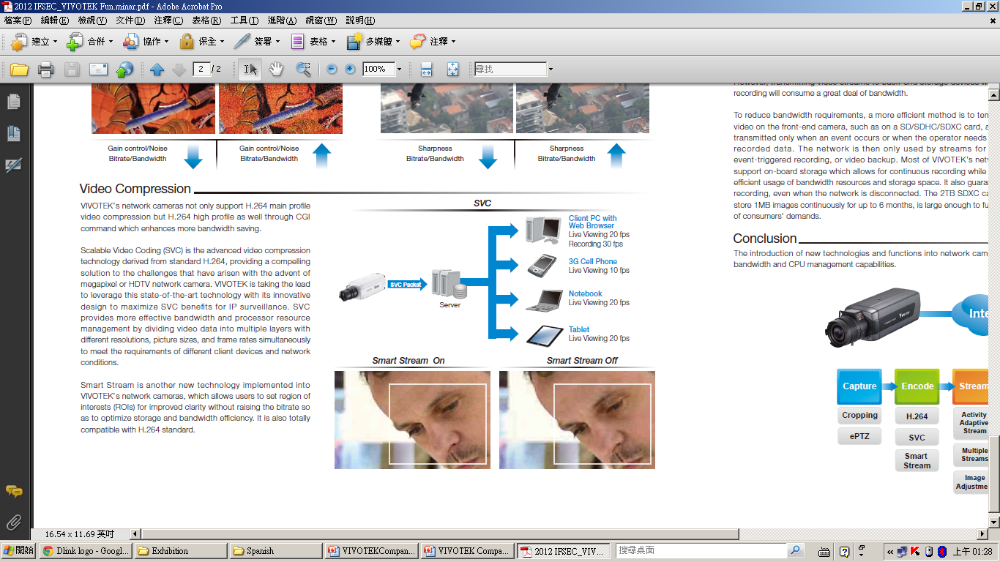 2012 IFSEC_VIVOTEK Fun.minar.pdf - Adobe Acrobat Pro
檔案(F) 編輯(E) 檢視(V) 文件(D) 注釋(C) 表格(R) 工具(T) 進階(A) 視窗(W) 說明(H)
建立 合併 協作 保全 簽署 表格 多媒體 注釋
2 / 2 100% 尋找
Gain control/Noise
Bitrate/Bandwidth
Gain control/Noise
Bitrate/Bandwidth
Sharpness
Bitrate/Bandwidth
Sharpness
Bitrate/Bandwidth
Video Compression
VIVOTEK's network cameras not only support H.264 main profile
video compression but H.264 high profile as well through CGI
command which enhances more bandwidth saving.
Scalable Video Coding (SVC) is the advanced video compression
technology derived from standard H.264, providing a compelling
solution to the challenges that have arisen with the advent of
megapixel or HDTV network camera. VIVOTEK is taking the lead
to leverage this state-of-the-art technology with its innovative
design to maximize SVC benefits for IP surveillance. SVC
provides more effective bandwidth and processor resource
management by dividing video data into multiple layers with
different resolutions, picture sizes, and frame rates simultaneously
to meet the requirements of different client devices and network
conditions.
Smart Stream is another new technology implemented into
VIVOTEK's network cameras, which allows users to set region of
interests (ROIs) for improved clarity without raising the bitrate so
as to optimize storage and bandwidth efficiency. It is also totally
compatible with H.264 standard.
SVC
SVC Packet
Server
Client PC with
Web Browser
Live Viewing 20 fps
Recording 30 fps
3G Cell Phone
Live Viewing 10 fps
Notebook
Live Viewing 20 fps
Tablet
Live Viewing 20 fps
Smart Stream On
Smart Stream Off
recording will consume a great deal of bandwidth.
To reduce bandwidth requirements, a more efficient method is to
video on the front-end camera, such as on a SD/SDHC/SDXC card,
transmitted only when an event occurs or when the operator needs
recorded data. The network is then only used by streams for
event-triggered recording, or video backup. Most of VIVOTEK's
support on-board storage which allows for continuous recording while
efficient usage of bandwidth resources and storage space. It also
recording, even when the network is disconnected. The 2TB SDXC
store 1MB images continuously for up to 6 months, is large enough to
of consumers' demands.
Conclusion
The introduction of new technologies and functions into network
bandwidth and CPU management capabilities.
Inte
Capture
Encode
Stream
Cropping
ePTZ
H.264
SVC
Smart
Stream
Activity
Adaptive
Stream
Multiple
Streams
Image
Adjustme
16.54 x 11.69 英吋
開始 Dlink logo - Googl... Exhibition Spanish VIVOTEKCompan... VIVOTEK Compa... 2012 IFSEC_VIV... 搜尋桌面 上午 01:28